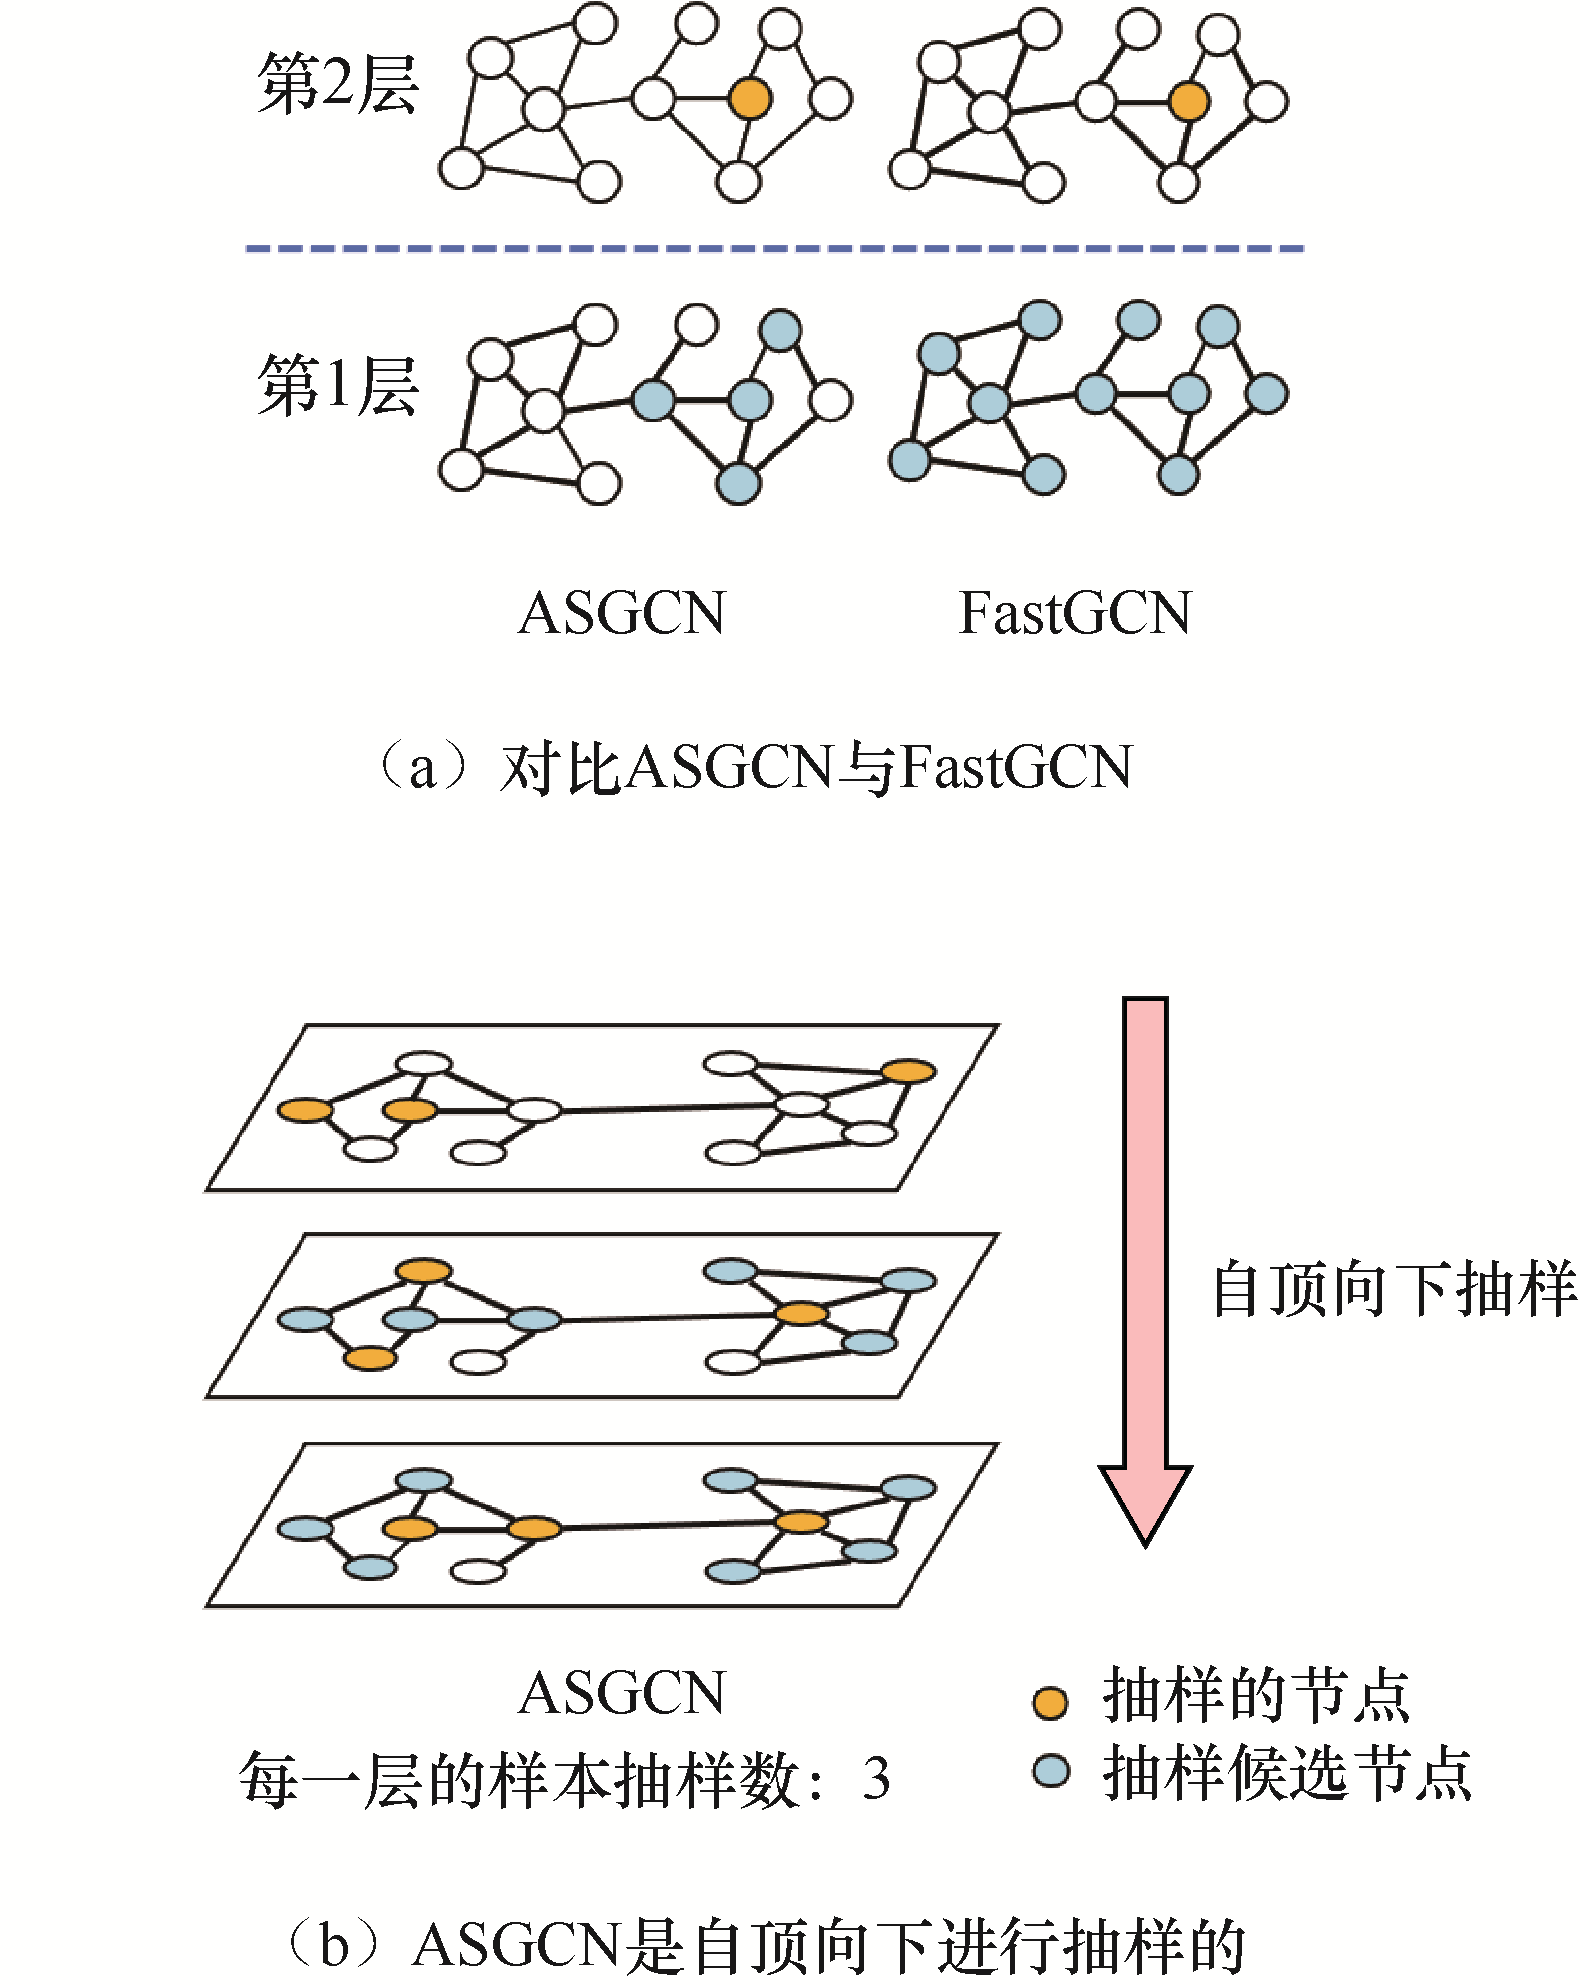 第2层
第1层
ASGCN FastGCN
（a）对比ASGCN与FastGCN
自顶向下抽样
ASGCN
每一层的样本抽样数：3
抽样的节点
抽样候选节点
（b）ASGCN是自顶向下进行抽样的